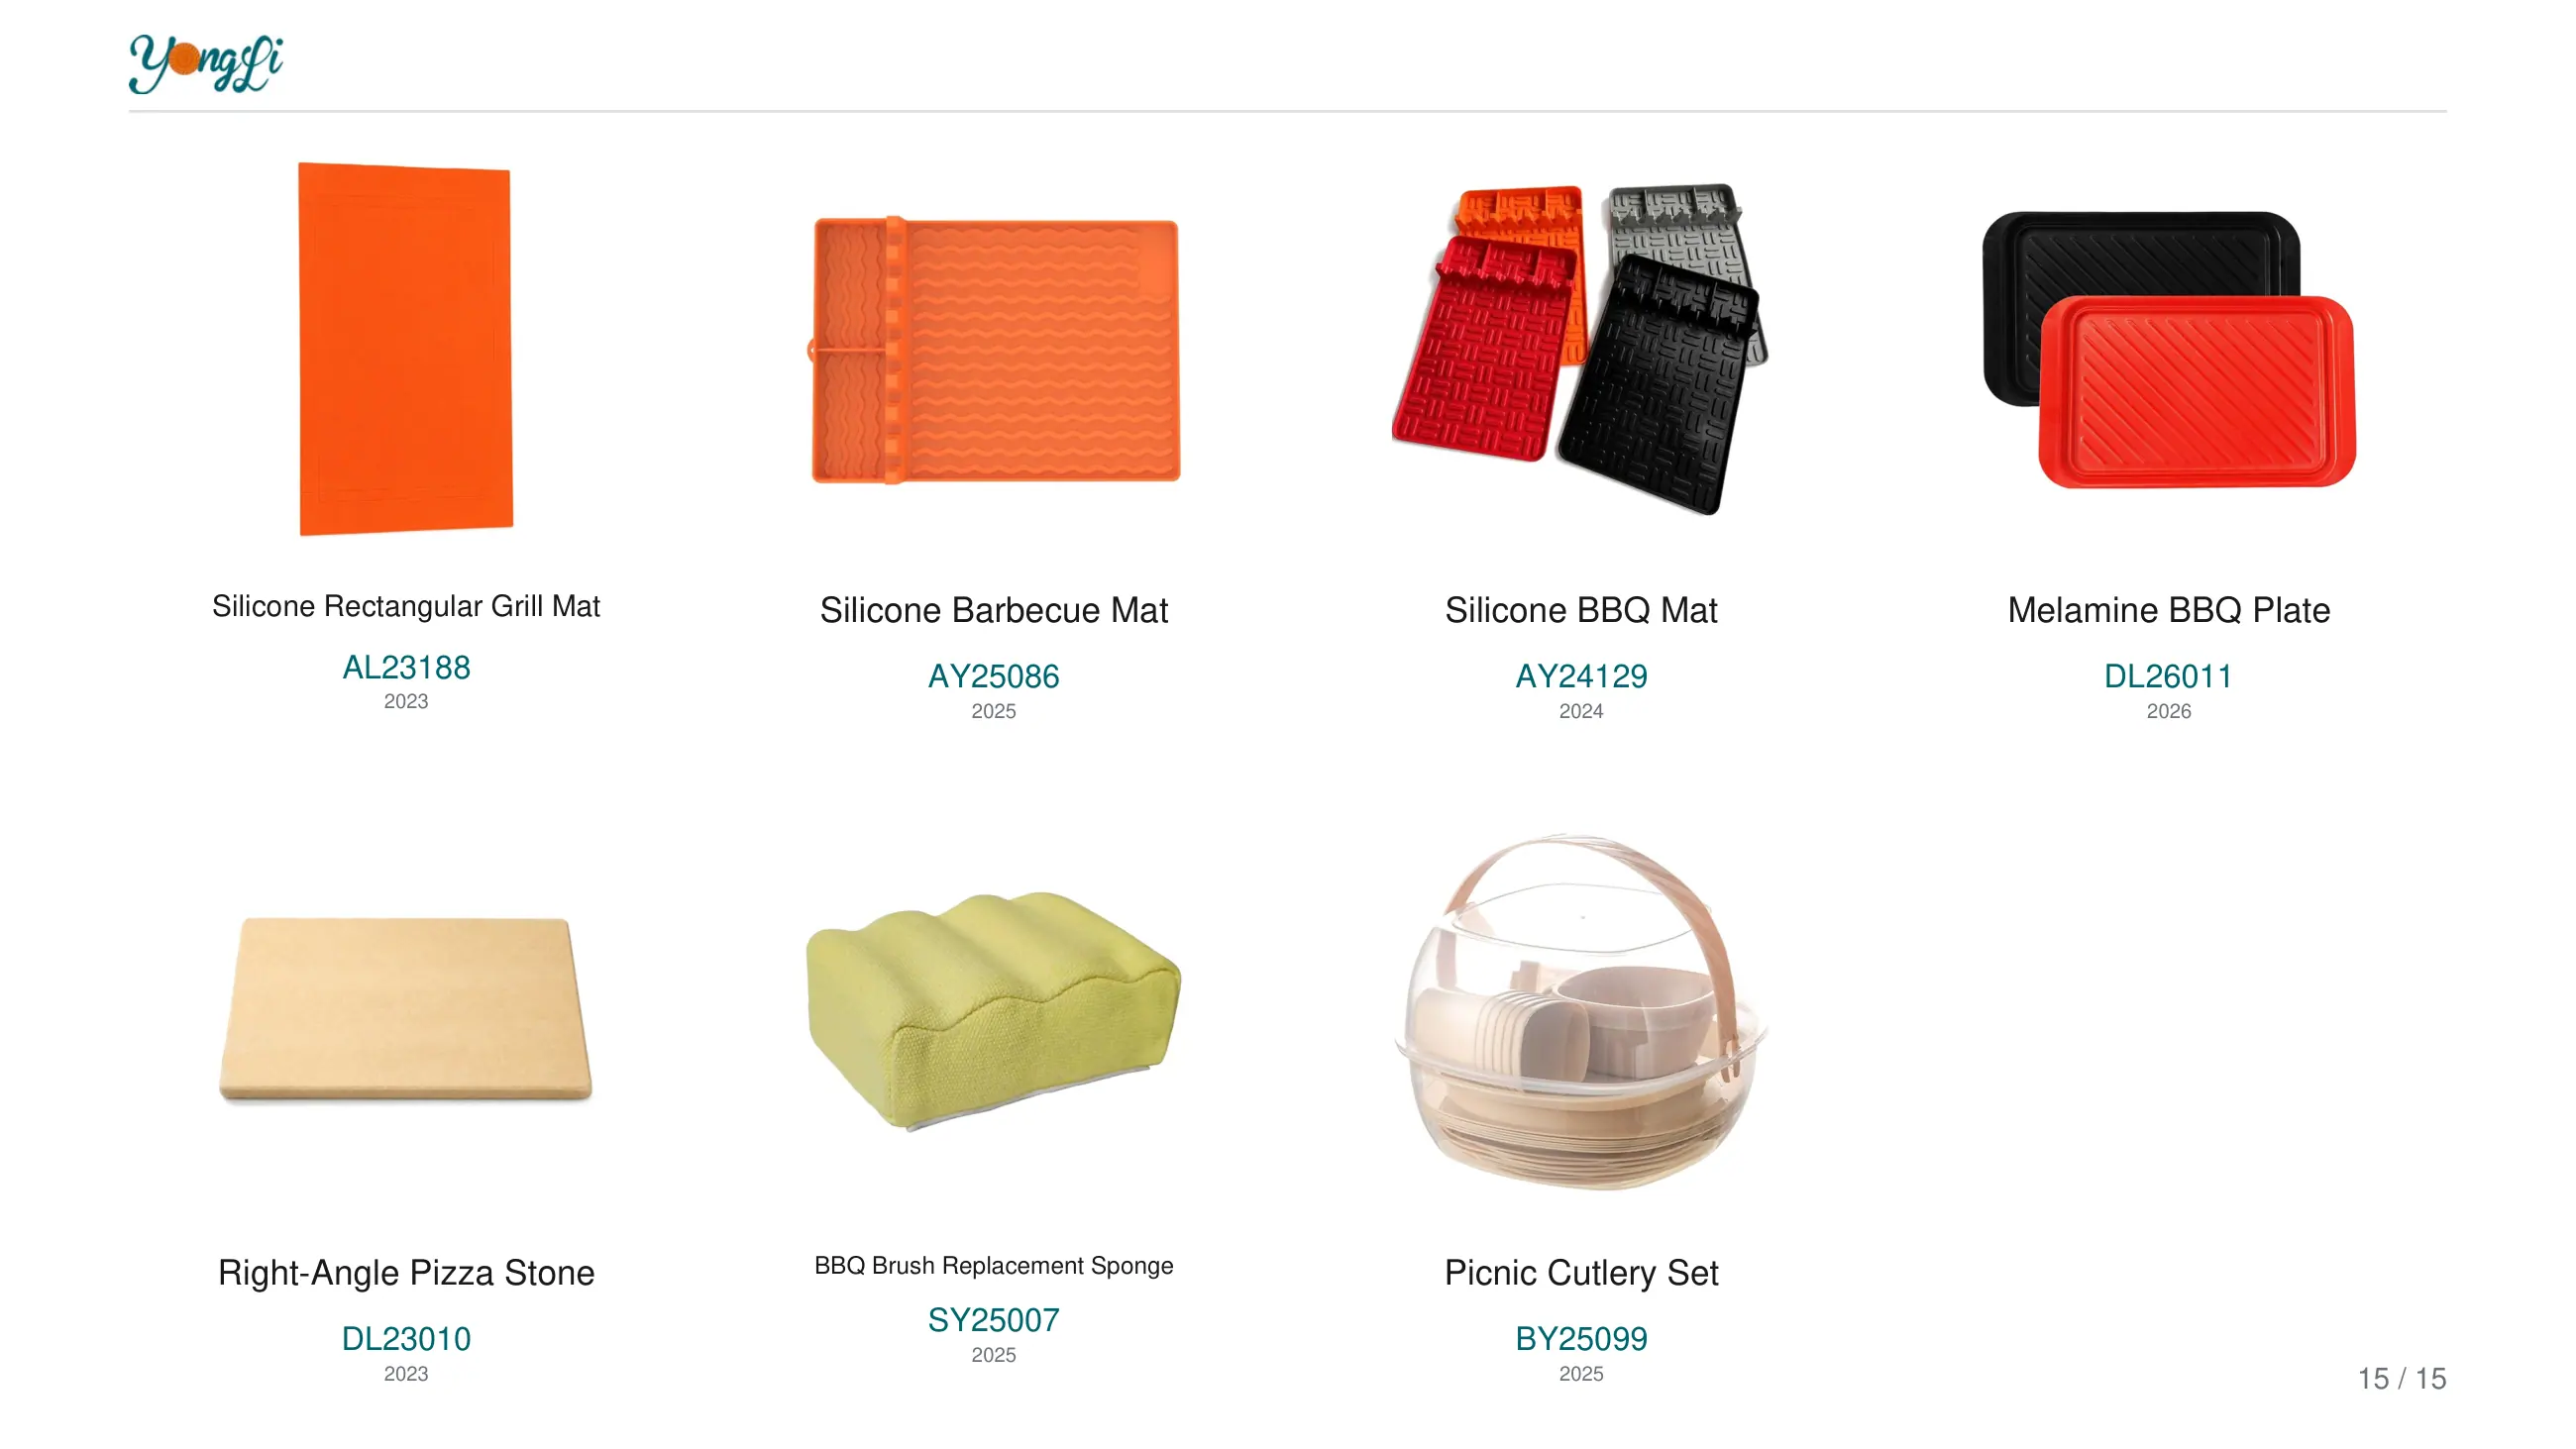 YongLi
Silicone Rectangular Grill Mat
AL23188
2023
Silicone Barbecue Mat
AY25086
2025
Silicone BBQ Mat
AY24129
2024
Melamine BBQ Plate
DL26011
2026
Right-Angle Pizza Stone
DL23010
2023
BBQ Brush Replacement Sponge
SY25007
2025
Picnic Cutlery Set
BY25099
2025
15 / 15